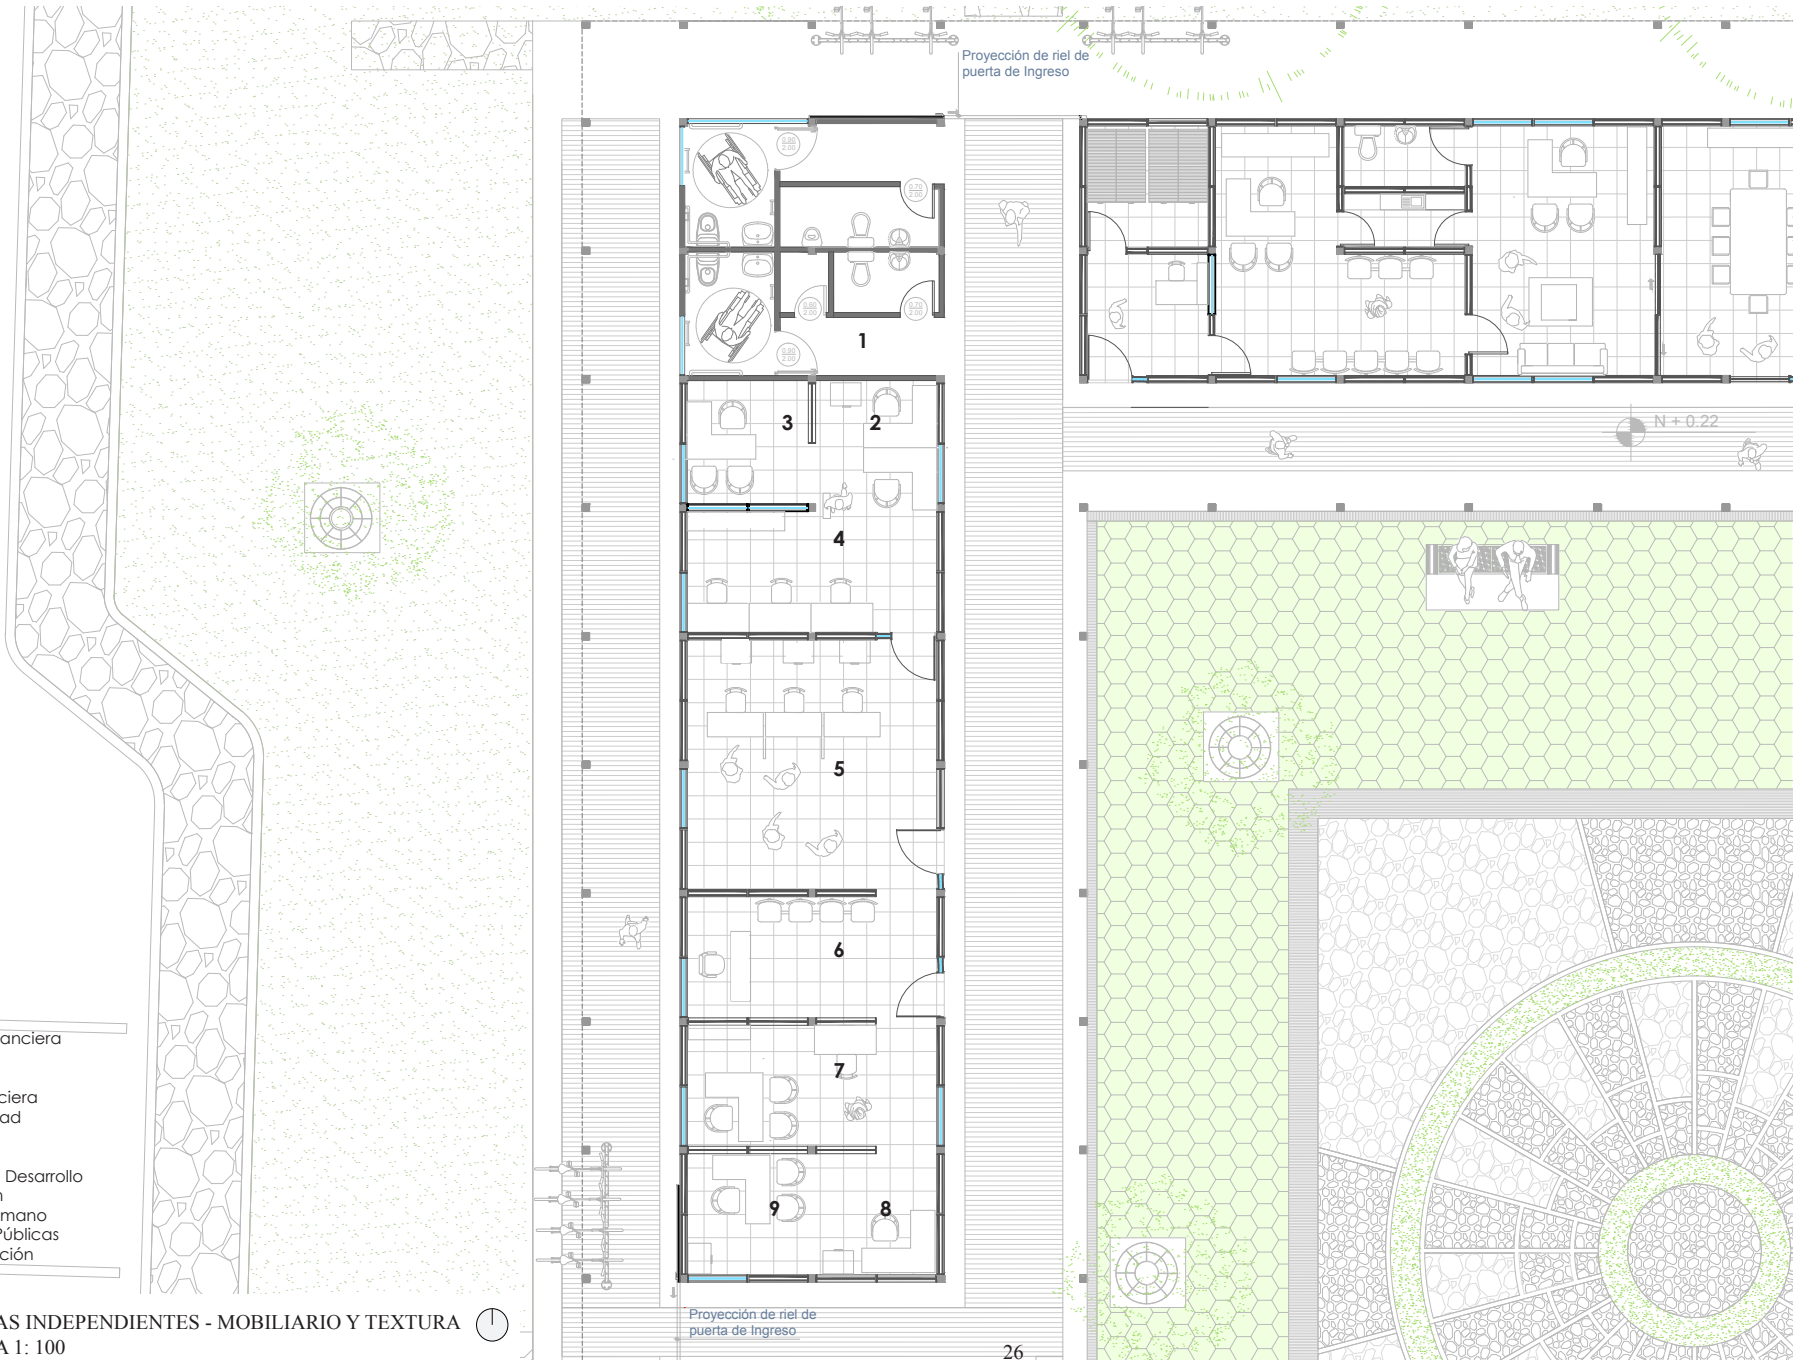 Proyección de riel de
puerta de Ingreso
0.90
2.00
0.70
2.00
0.60
2.00
0.70
2.00
0.90
2.00
1
3
2
N + 0.22
4
5
6
7
9
8
anciera
ciera
ad
Desarrollo
n
mano
Públicas
ción
Proyección de riel de
puerta de Ingreso
AS INDEPENDIENTES - MOBILIARIO Y TEXTURA
A 1: 100
26